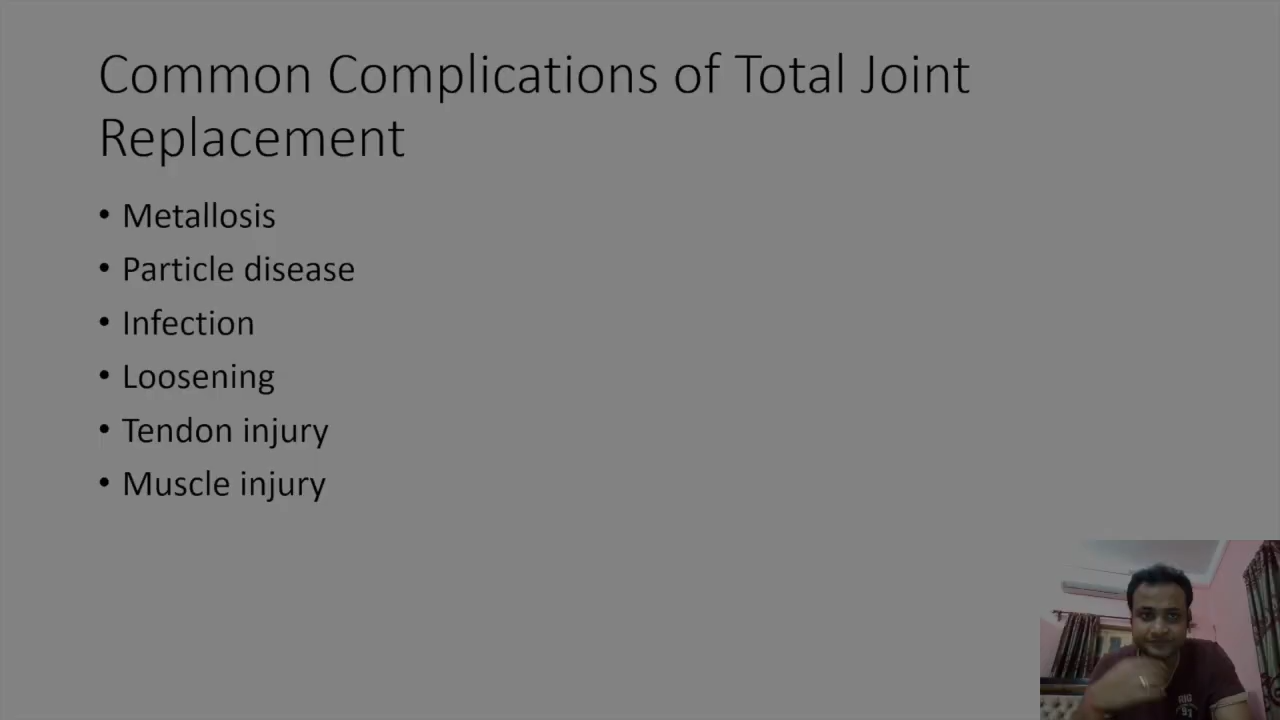 Common Complications of Total Joint
Replacement
• Metallosis
• Particle disease
• Infection
• Loosening
• Tendon injury
• Muscle injury